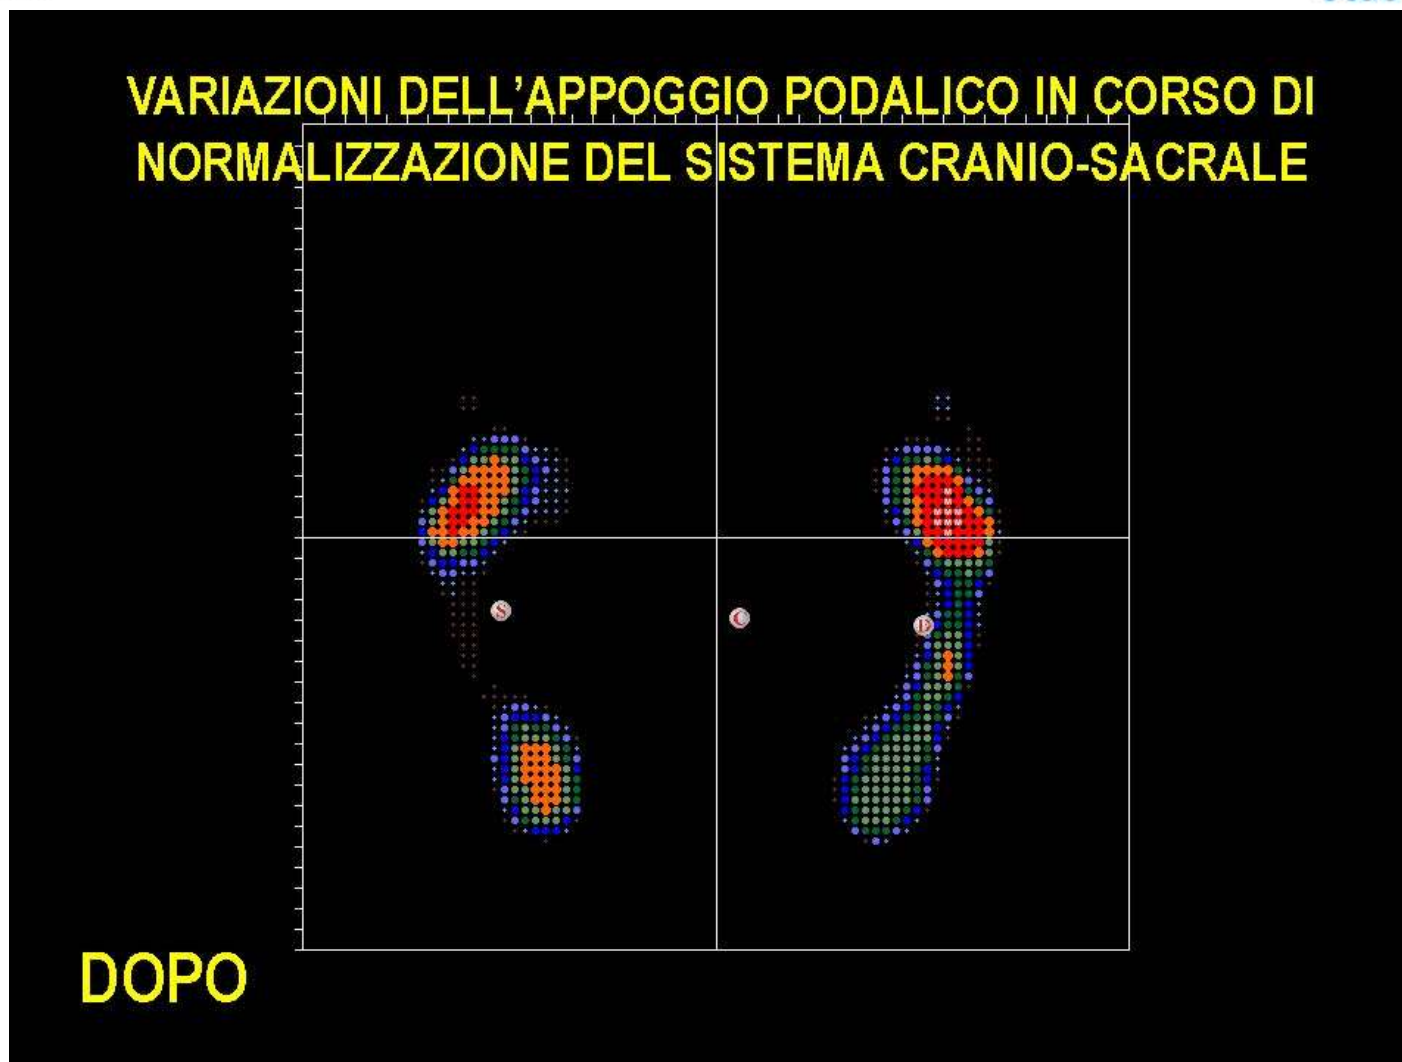 VARIAZIONI DELL'APPOGGIO PODALICO IN CORSO DI
NORMALIZZAZIONE DEL SISTEMA CRANIO-SACRALE
S
C
D
DOPO